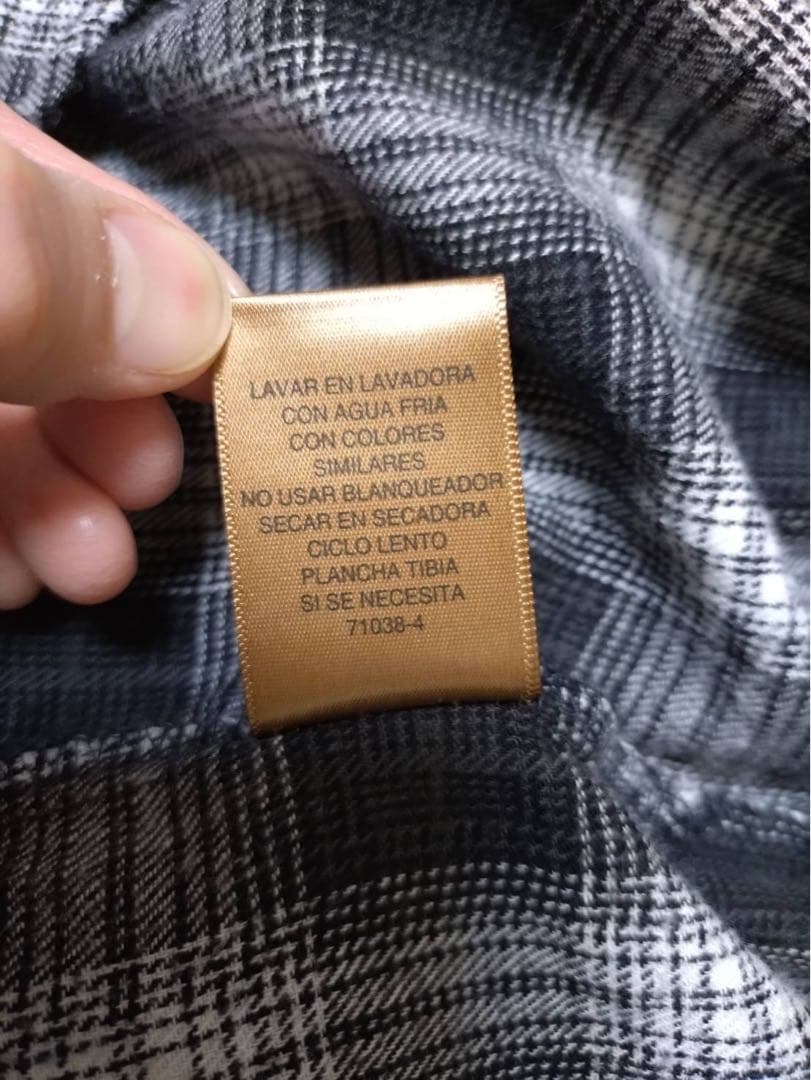 LAVAR EN LAVADORA
CON AGUA FRIA
CON COLORES
SIMILARES
NO USAR BLANQUEADOR
SECAR EN SECADORA
CICLO LENTO
PLANCHA TIBIA
SI SE NECESITA
71038-4